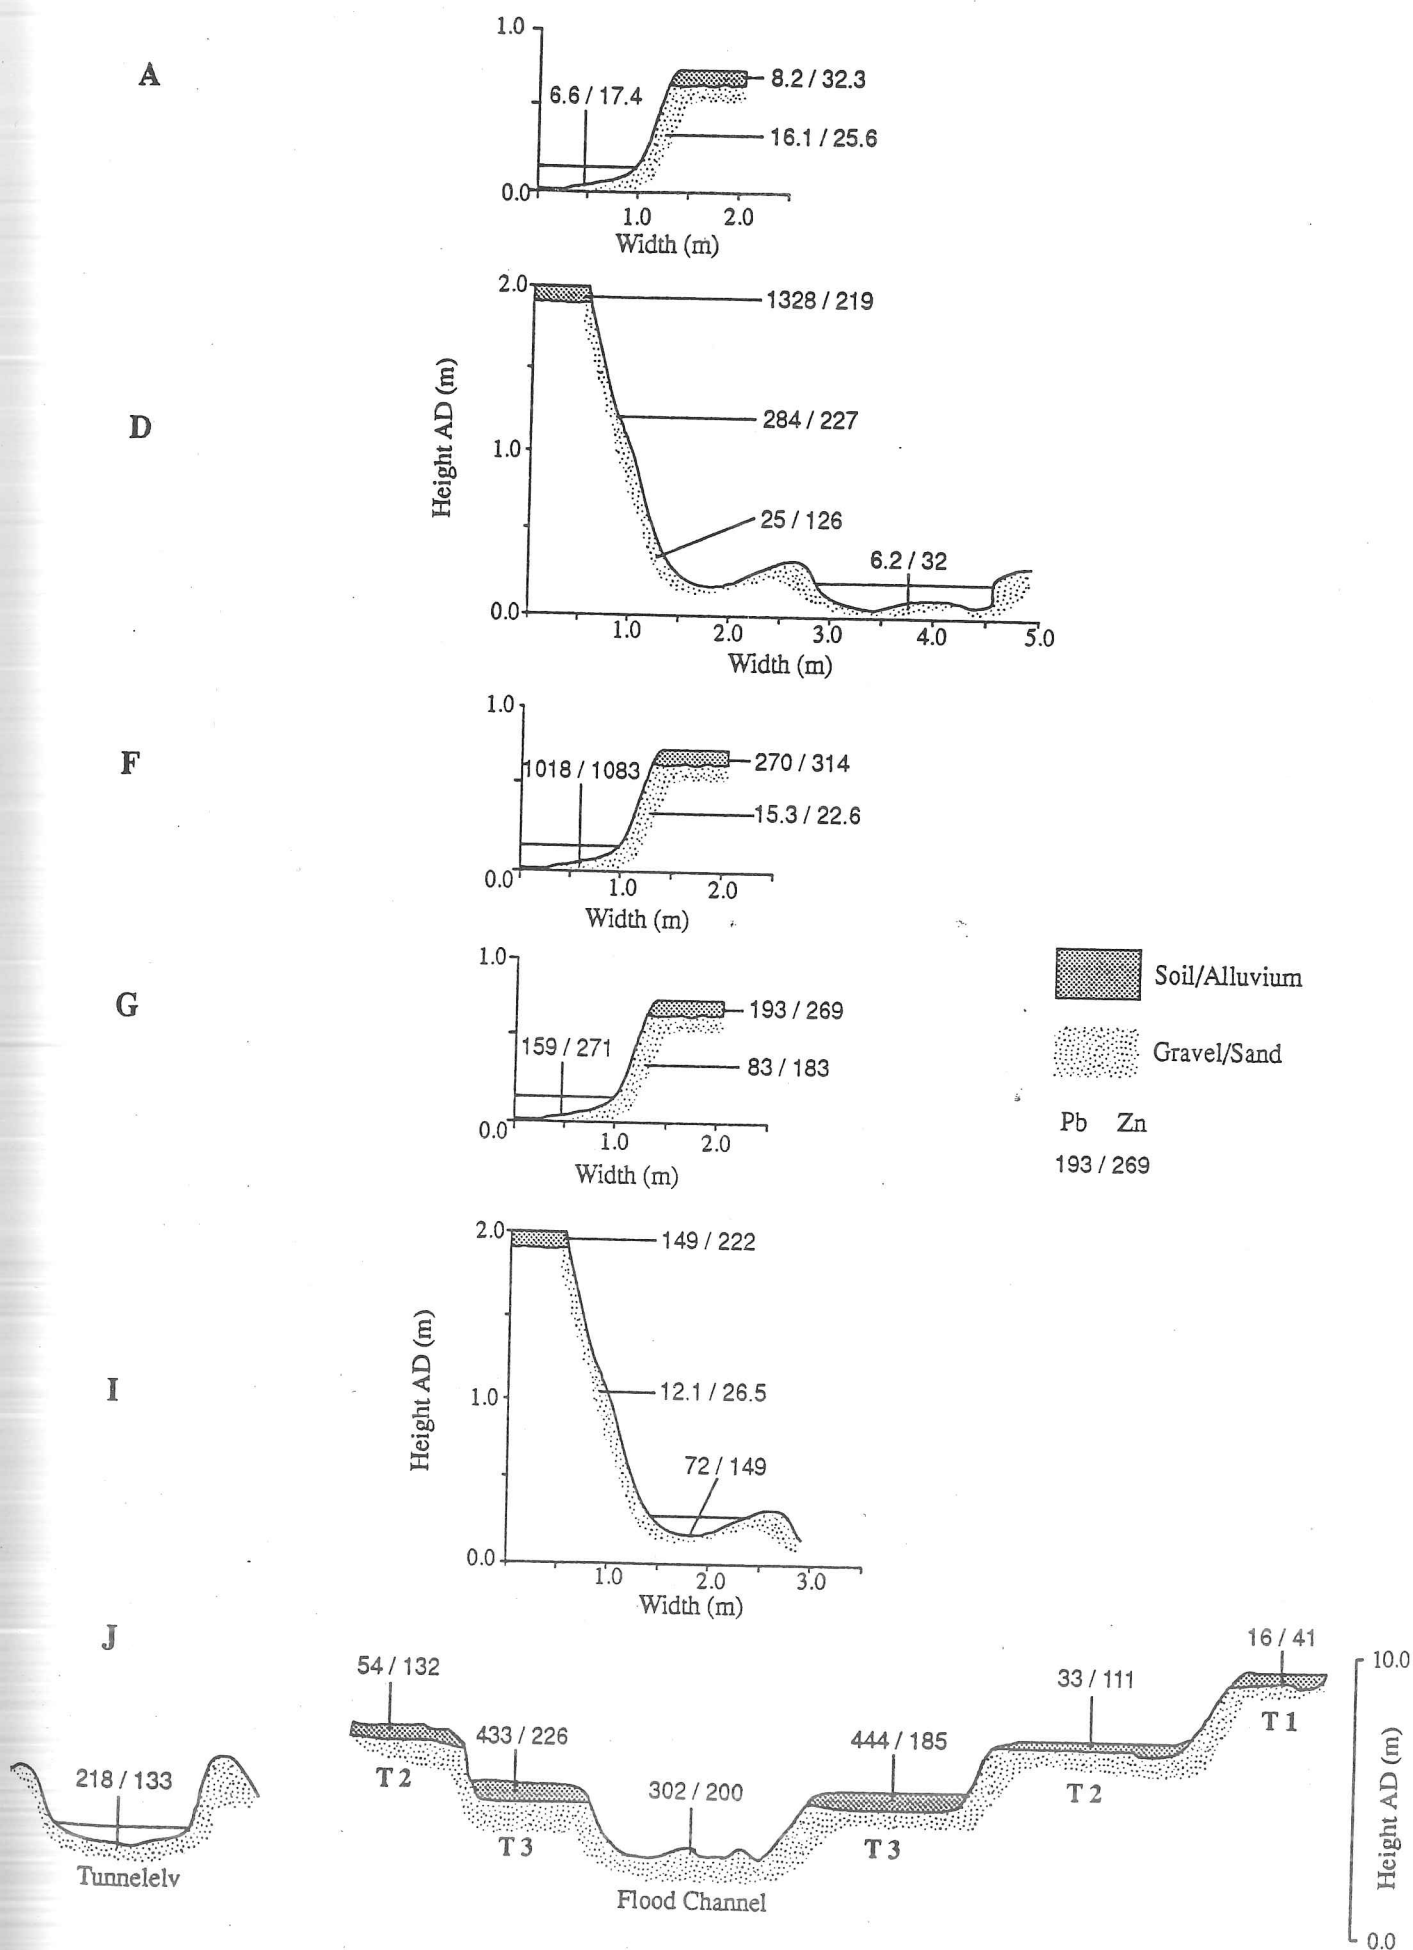 A
1.0
6.6 / 17.4
8.2 / 32.3
16.1 / 25.6
0.0
1.0 2.0
Width (m)
D
2.0
1328 / 219
Height AD (m)
284 / 227
1.0
25 / 126
6.2 / 32
0.0
1.0 2.0 3.0 4.0 5.0
Width (m)
F
1.0
1018 / 1083
270 / 314
15.3 / 22.6
0.0
1.0 2.0
Width (m)
G
1.0
159 / 271
193 / 269
83 / 183
0.0
1.0 2.0
Width (m)
Soil/Alluvium
Gravel/Sand
Pb Zn
193 / 269
I
2.0
149 / 222
Height AD (m)
1.0
12.1 / 26.5
72 / 149
0.0
1.0 2.0 3.0
Width (m)
J
54 / 132
433 / 226
444 / 185
33 / 111
16 / 41
10.0
T 1
T 2
218 / 133
302 / 200
T 2
T 3
T 3
Height AD (m)
Tunnelelv
Flood Channel
0.0